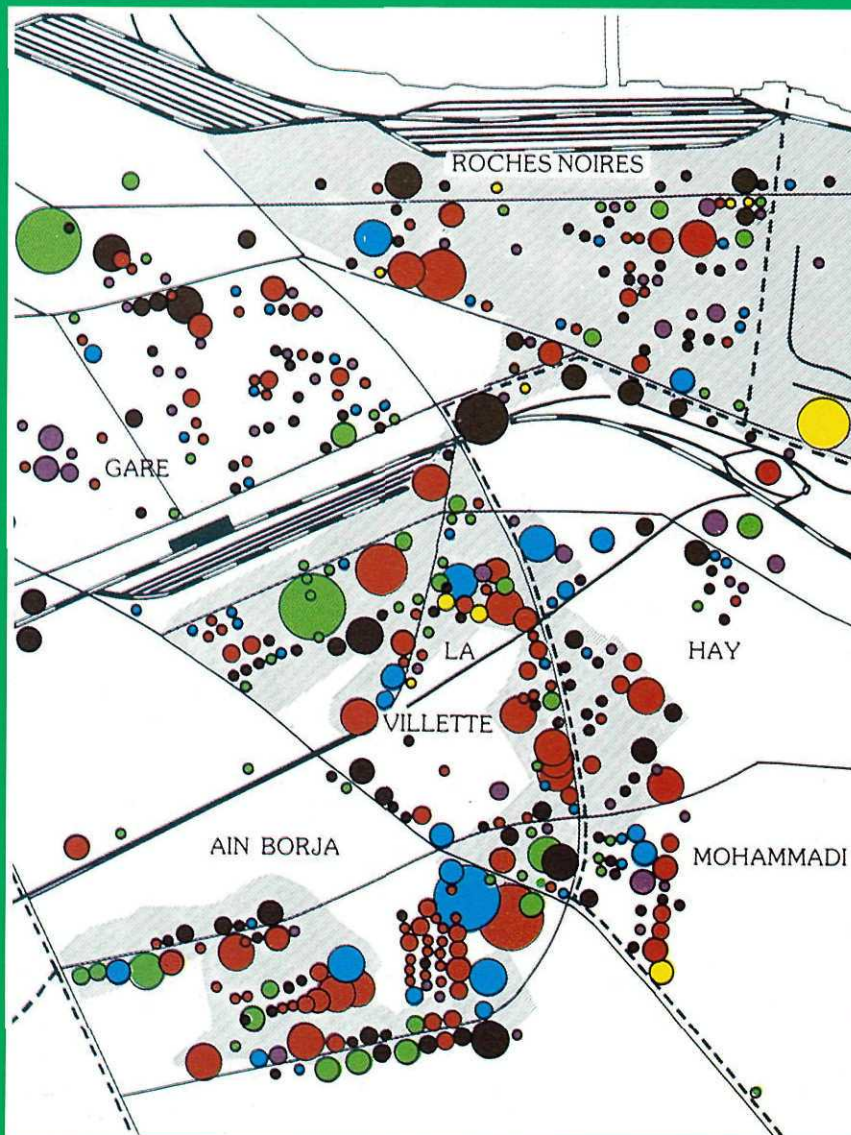 ROCHES NOIRES
GARE
LA
HAY
VILLETTE
AIN BORJA
MOHAMMADI